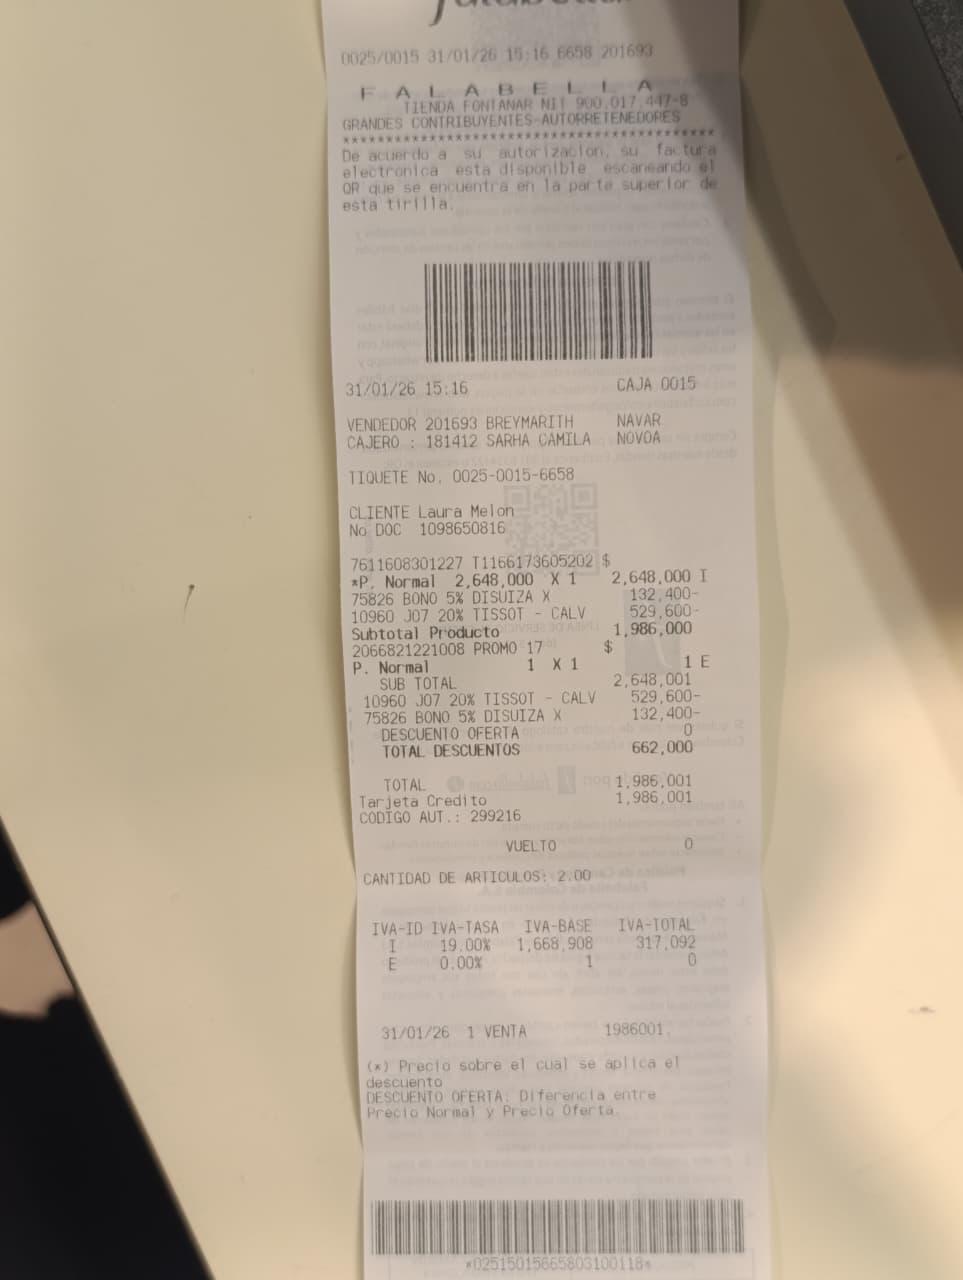 0025/0015 31/01/26 15:16 6658 201693
F A L A B E L L A
TIENDA FONTANAR NIT 900.017.447-8
GRANDES CONTRIBUYENTES-AUTORRETENEDORES
De acuerdo a su autorizacion, su factura
electronica esta disponible escaneando el
QR que se encuentra en la parte superior de
esta tirilla.
31/01/26 15:16 CAJA 0015
VENDEDOR 201693 BREYMARITH NAVAR
CAJERO : 181412 SARHA CAMILA NOVOA
TIQUETE No. 0025-0015-6658
CLIENTE Laura Melon
No DOC 1098650816
7611608301227 T1166173605202 $
*P. Normal 2,648,000 X 1 2,648,000 I
75826 BONO 5% DISUIZA X 132,400-
10960 J07 20% TISSOT - CALV 529,600-
Subtotal Producto 1,986,000
2066821221008 PROMO 17 $
P. Normal 1 X 1 1 E
SUB TOTAL 2,648,001
10960 J07 20% TISSOT - CALV 529,600-
75826 BONO 5% DISUIZA X 132,400-
DESCUENTO OFERTA 0
TOTAL DESCUENTOS 662,000
TOTAL 1,986,001
Tarjeta Credito 1,986,001
CODIGO AUT.: 299216
VUELTO 0
CANTIDAD DE ARTICULOS: 2.00
IVA-ID IVA-TASA IVA-BASE IVA-TOTAL
I 19.00% 1,668,908 317,092
E 0.00% 1 0
31/01/26 1 VENTA 1986001.
(*) Precio sobre el cual se aplica el
descuento
DESCUENTO OFERTA: Diferencia entre
Precio Normal y Precio Oferta.